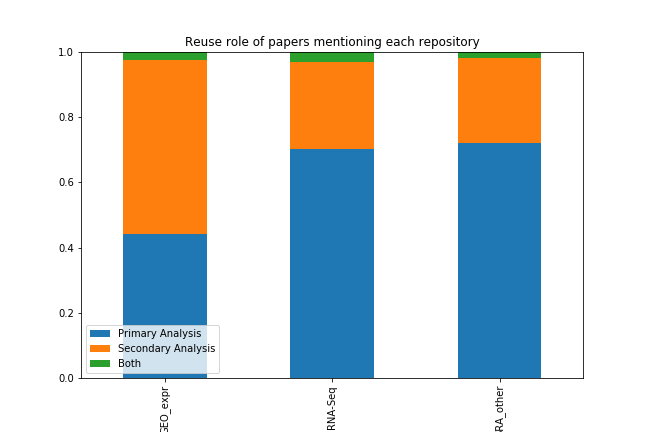 Reuse role of papers mentioning each repository
1.0
0.8
0.6
0.4
0.2
0.0
Primary Analysis
Secondary Analysis
Both
GEO_expr
RNA-Seq
RA_other